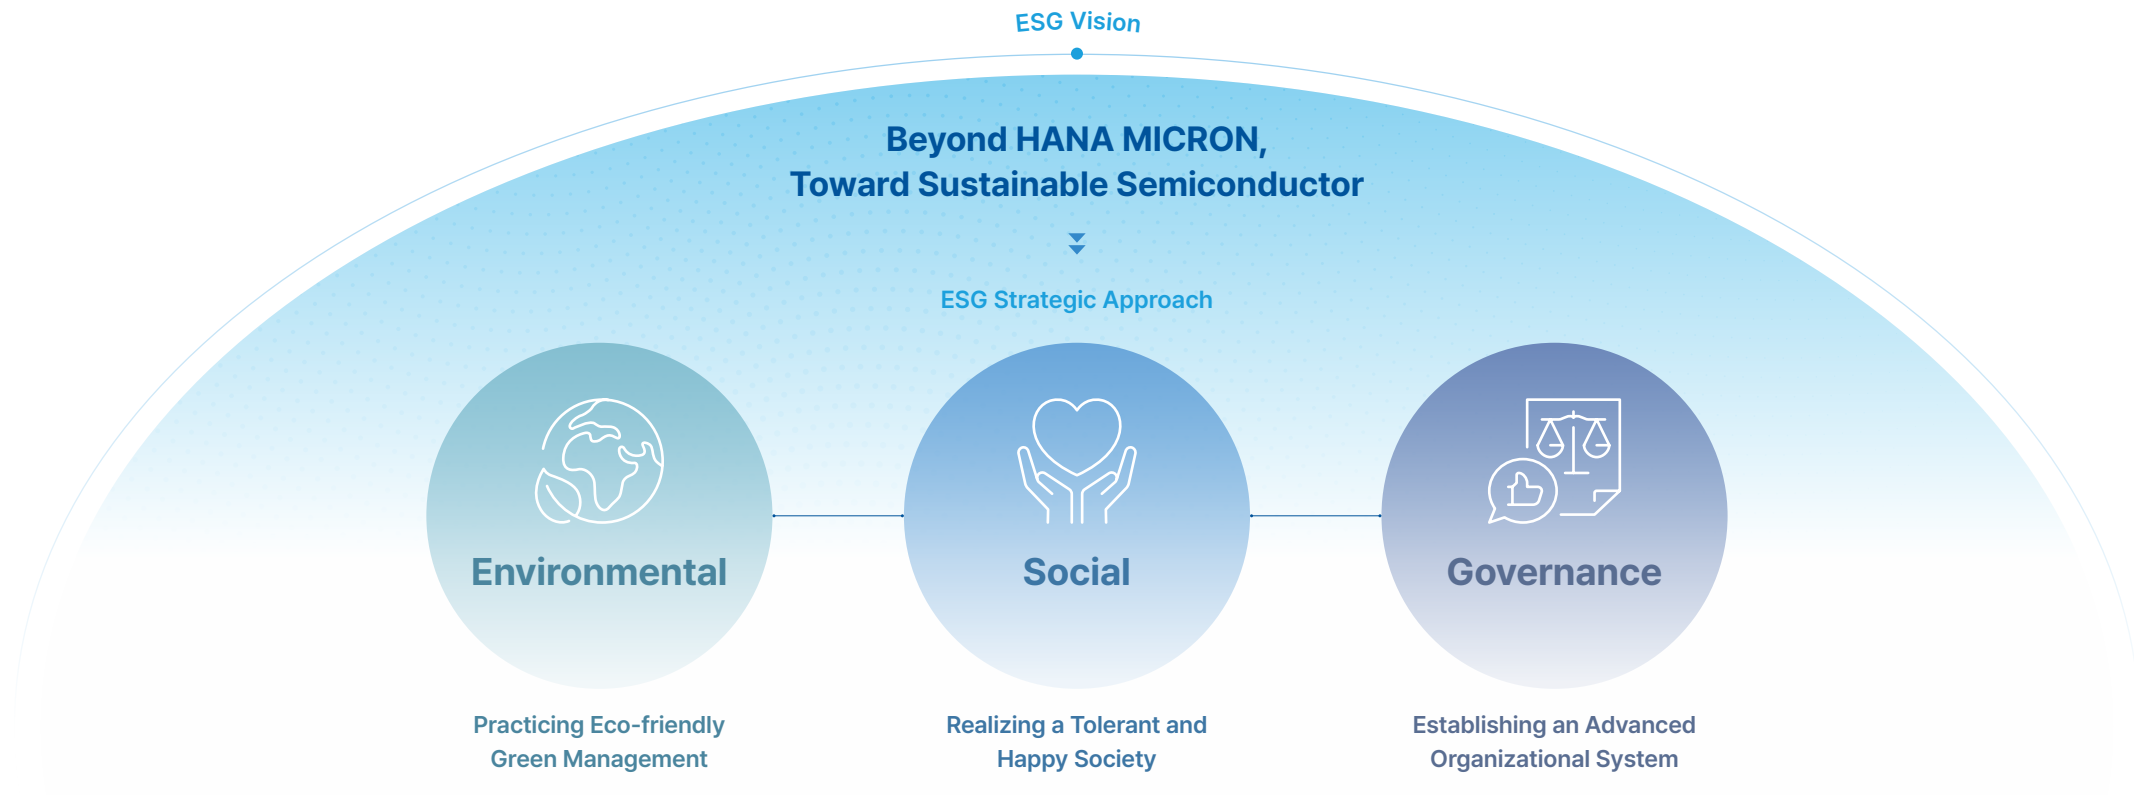 ESG Vision
Beyond HANA MICRON,
Toward Sustainable Semiconductor
ESG Strategic Approach
Environmental
Social
Governance
Practicing Eco-friendly
Green Management
Realizing a Tolerant and
Happy Society
Establishing an Advanced
Organizational System